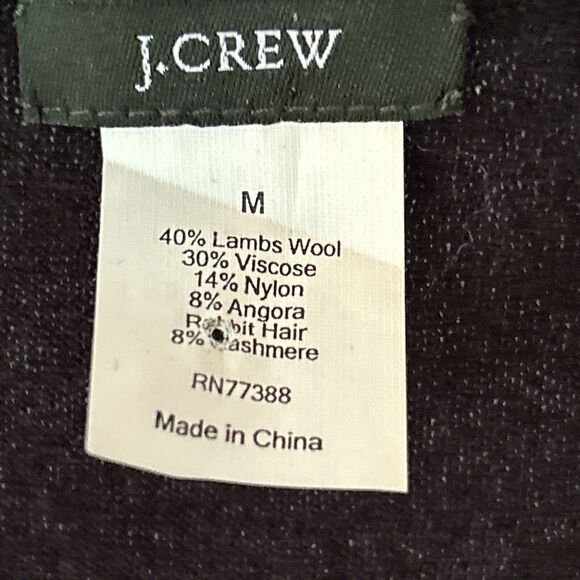 J.CREW
M
40% Lambs Wool
30% Viscose
14% Nylon
8% Angora
Rabbit Hair
8% Cashmere
RN77388
Made in China